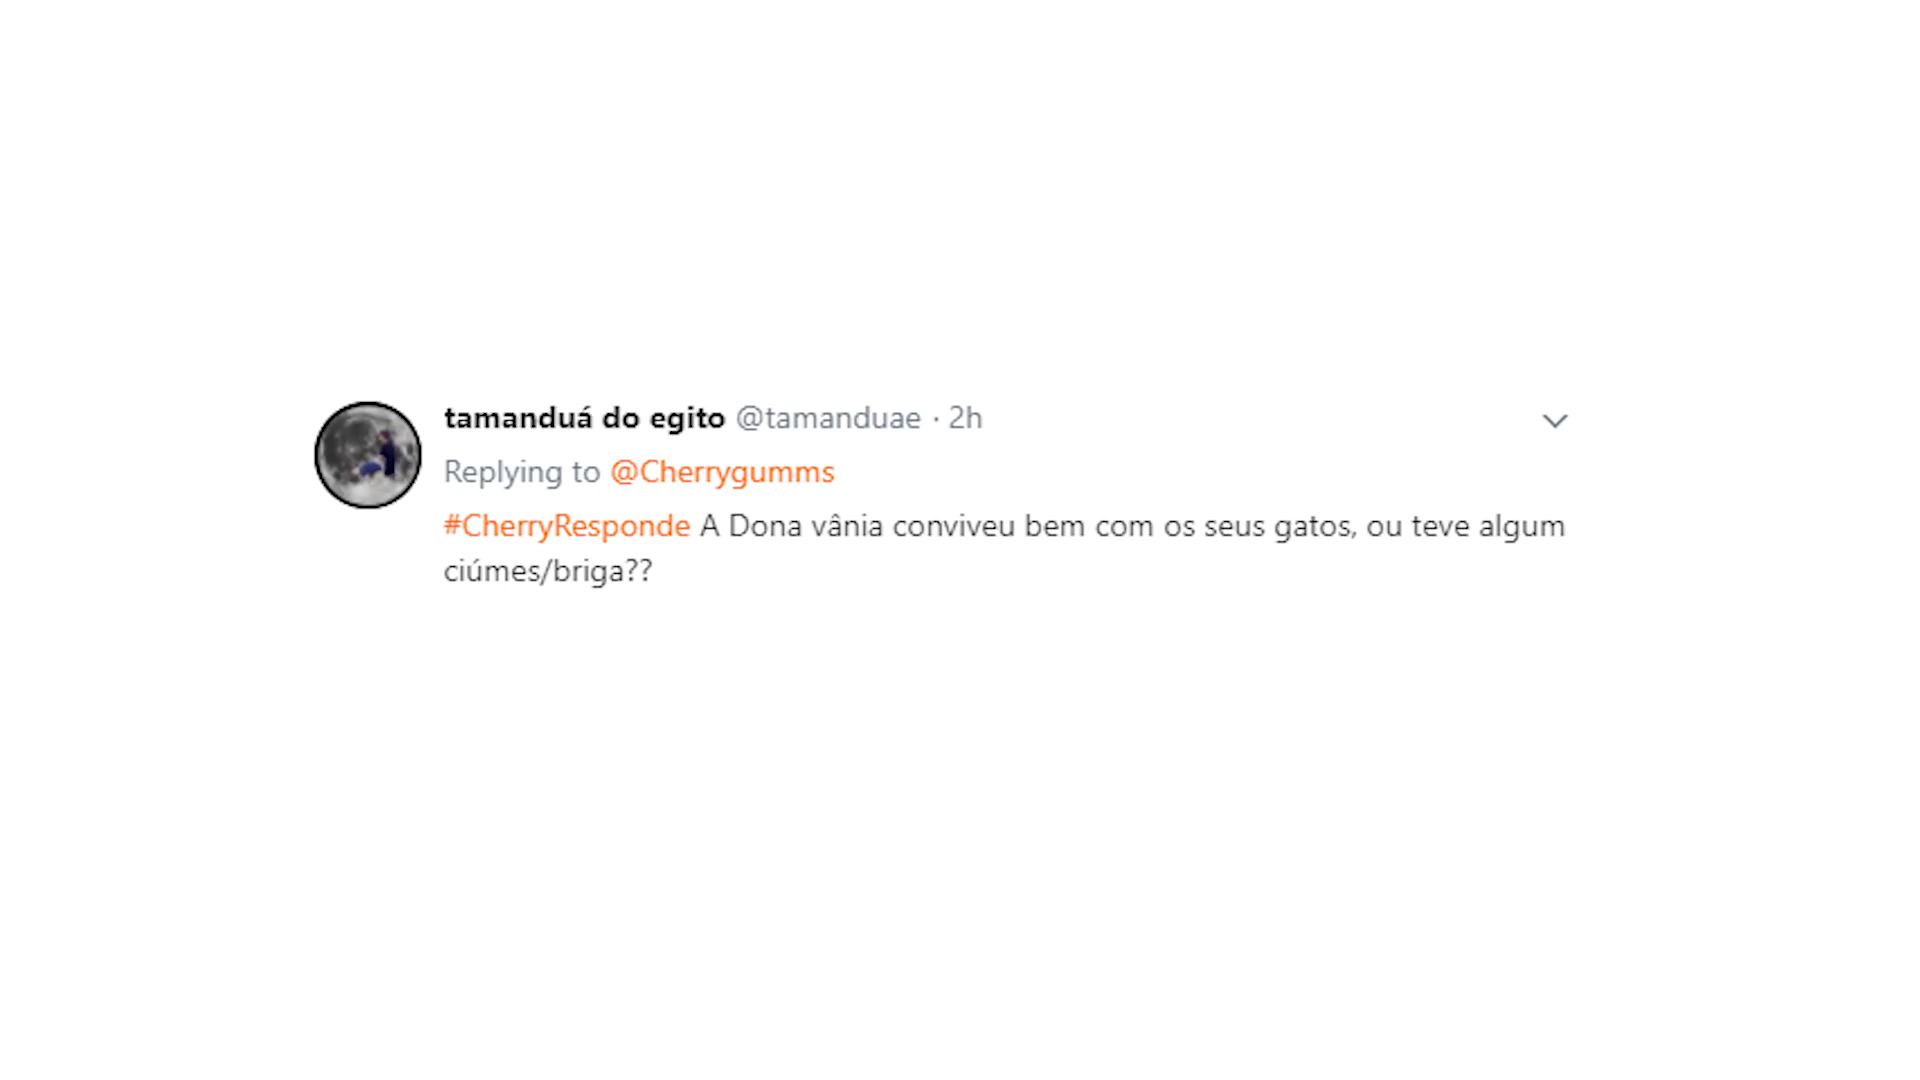 tamanduá do egito @tamanduae · 2h
Replying to @Cherrygumms
#CherryResponde A Dona vânia conviveu bem com os seus gatos, ou teve algum
ciúmes/briga??